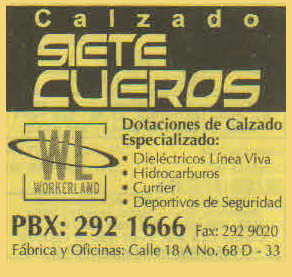 Calzado
SIETE
CUEROS
WL
WORKERLAND
Dotaciones de Calzado
Especializado:
• Dieléctricos Línea Viva
• Hidrocarburos
• Currier
• Deportivos de Seguridad
PBX: 292 1666 Fax: 292 9020
Fábrica y Oficinas: Calle 18 A No. 68 D - 33